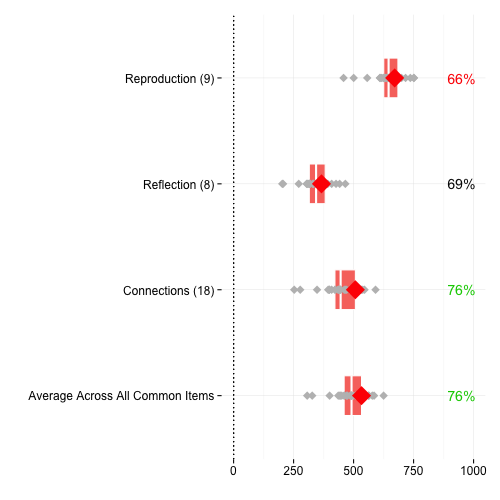 Reproduction (9) 66%
Reflection (8) 69%
Connections (18) 76%
Average Across All Common Items 76%
0 250 500 750 1000